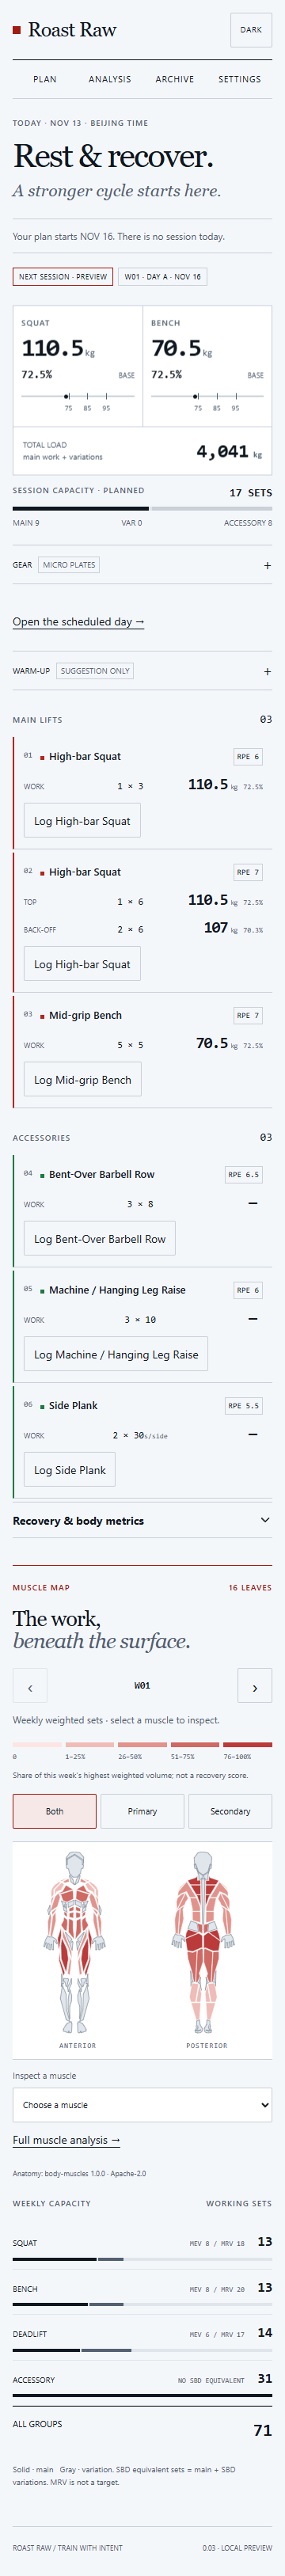 Roast Raw
DARK
PLAN ANALYSIS ARCHIVE SETTINGS
TODAY · NOV 13 · BEIJING TIME
Rest & recover.
A stronger cycle starts here.
Your plan starts NOV 16. There is no session today.
NEXT SESSION · PREVIEW W01 · DAY A · NOV 16
SQUAT BENCH
110.5 kg 70.5 kg
72.5% BASE 72.5% BASE
75 85 95 75 85 95
TOTAL LOAD
main work + variations
4,041 kg
SESSION CAPACITY · PLANNED 17 SETS
MAIN 9 VAR 0 ACCESSORY 8
GEAR MICRO PLATES +
Open the scheduled day →
WARM-UP SUGGESTION ONLY +
MAIN LIFTS 03
01 High-bar Squat RPE 6
WORK 1 × 3 110.5 kg 72.5%
Log High-bar Squat
02 High-bar Squat RPE 7
TOP 1 × 6 110.5 kg 72.5%
BACK-OFF 2 × 6 107 kg 70.3%
Log High-bar Squat
03 Mid-grip Bench RPE 7
WORK 5 × 5 70.5 kg 72.5%
Log Mid-grip Bench
ACCESSORIES 03
04 Bent-Over Barbell Row RPE 6.5
WORK 3 × 8 —
Log Bent-Over Barbell Row
05 Machine / Hanging Leg Raise RPE 6
WORK 3 × 10 —
Log Machine / Hanging Leg Raise
06 Side Plank RPE 5.5
WORK 2 × 30s/side —
Log Side Plank
Recovery & body metrics
MUSCLE MAP 16 LEAVES
The work,
beneath the surface.
‹ W01 ›
Weekly weighted sets · select a muscle to inspect.
0 1–25% 26–50% 51–75% 76–100%
Share of this week's highest weighted volume; not a recovery score.
Both Primary Secondary
ANTERIOR POSTERIOR
Inspect a muscle
Choose a muscle
Full muscle analysis →
Anatomy: body-muscles 1.0.0 · Apache-2.0
WEEKLY CAPACITY WORKING SETS
SQUAT MEV 8 / MRV 18 13
BENCH MEV 8 / MRV 20 13
DEADLIFT MEV 6 / MRV 17 14
ACCESSORY NO SBD EQUIVALENT 31
ALL GROUPS 71
Solid · main Gray · variation. SBD equivalent sets = main + SBD
variations. MRV is not a target.
ROAST RAW / TRAIN WITH INTENT 0.03 · LOCAL PREVIEW